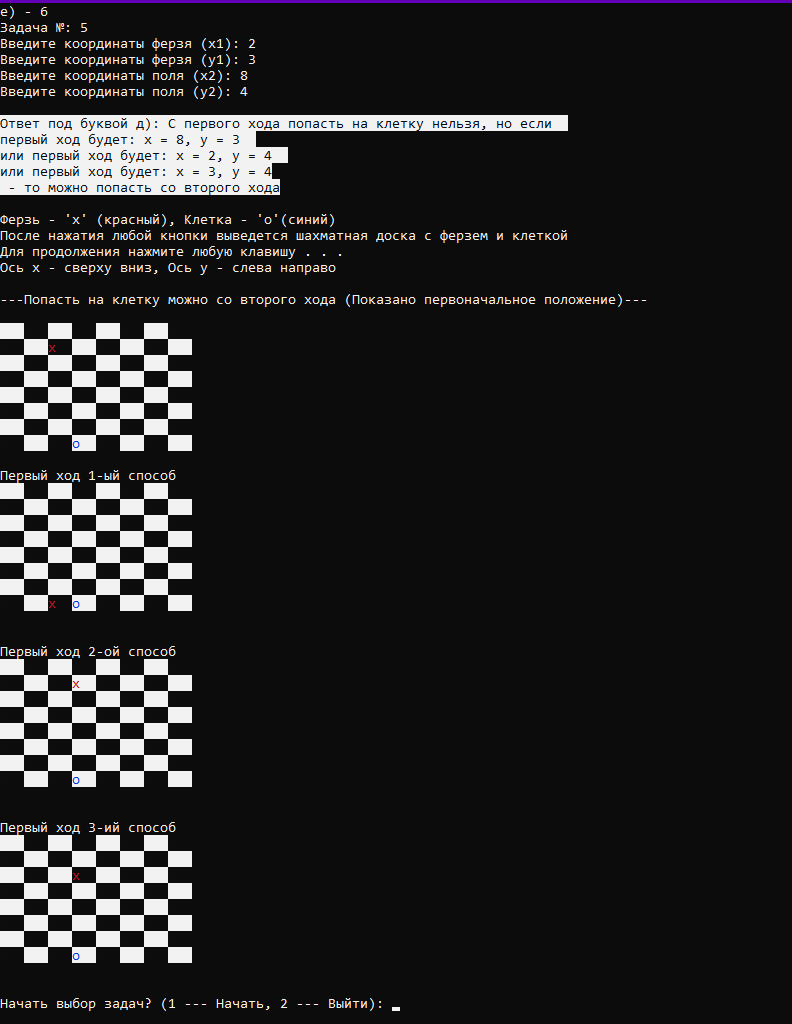 е) - 6
Задача №: 5
Введите координаты ферзя (x1): 2
Введите координаты ферзя (y1): 3
Введите координаты поля (x2): 8
Введите координаты поля (y2): 4
Ответ под буквой д): С первого хода попасть на клетку нельзя, но если
первый ход будет: x = 8, y = 3
или первый ход будет: x = 2, y = 4
или первый ход будет: x = 3, y = 4
- то можно попасть со второго хода
Ферзь - 'x' (красный), Клетка - 'o'(синий)
После нажатия любой кнопки выведется шахматная доска с ферзем и клеткой
Для продолжения нажмите любую клавишу . . .
Ось x - сверху вниз, Ось y - слева направо
---Попасть на клетку можно со второго хода (Показано первоначальное положение)---
x
o
Первый ход 1-ый способ
x o
Первый ход 2-ой способ
x
o
Первый ход 3-ий способ
x
o
Начать выбор задач? (1 --- Начать, 2 --- Выйти):